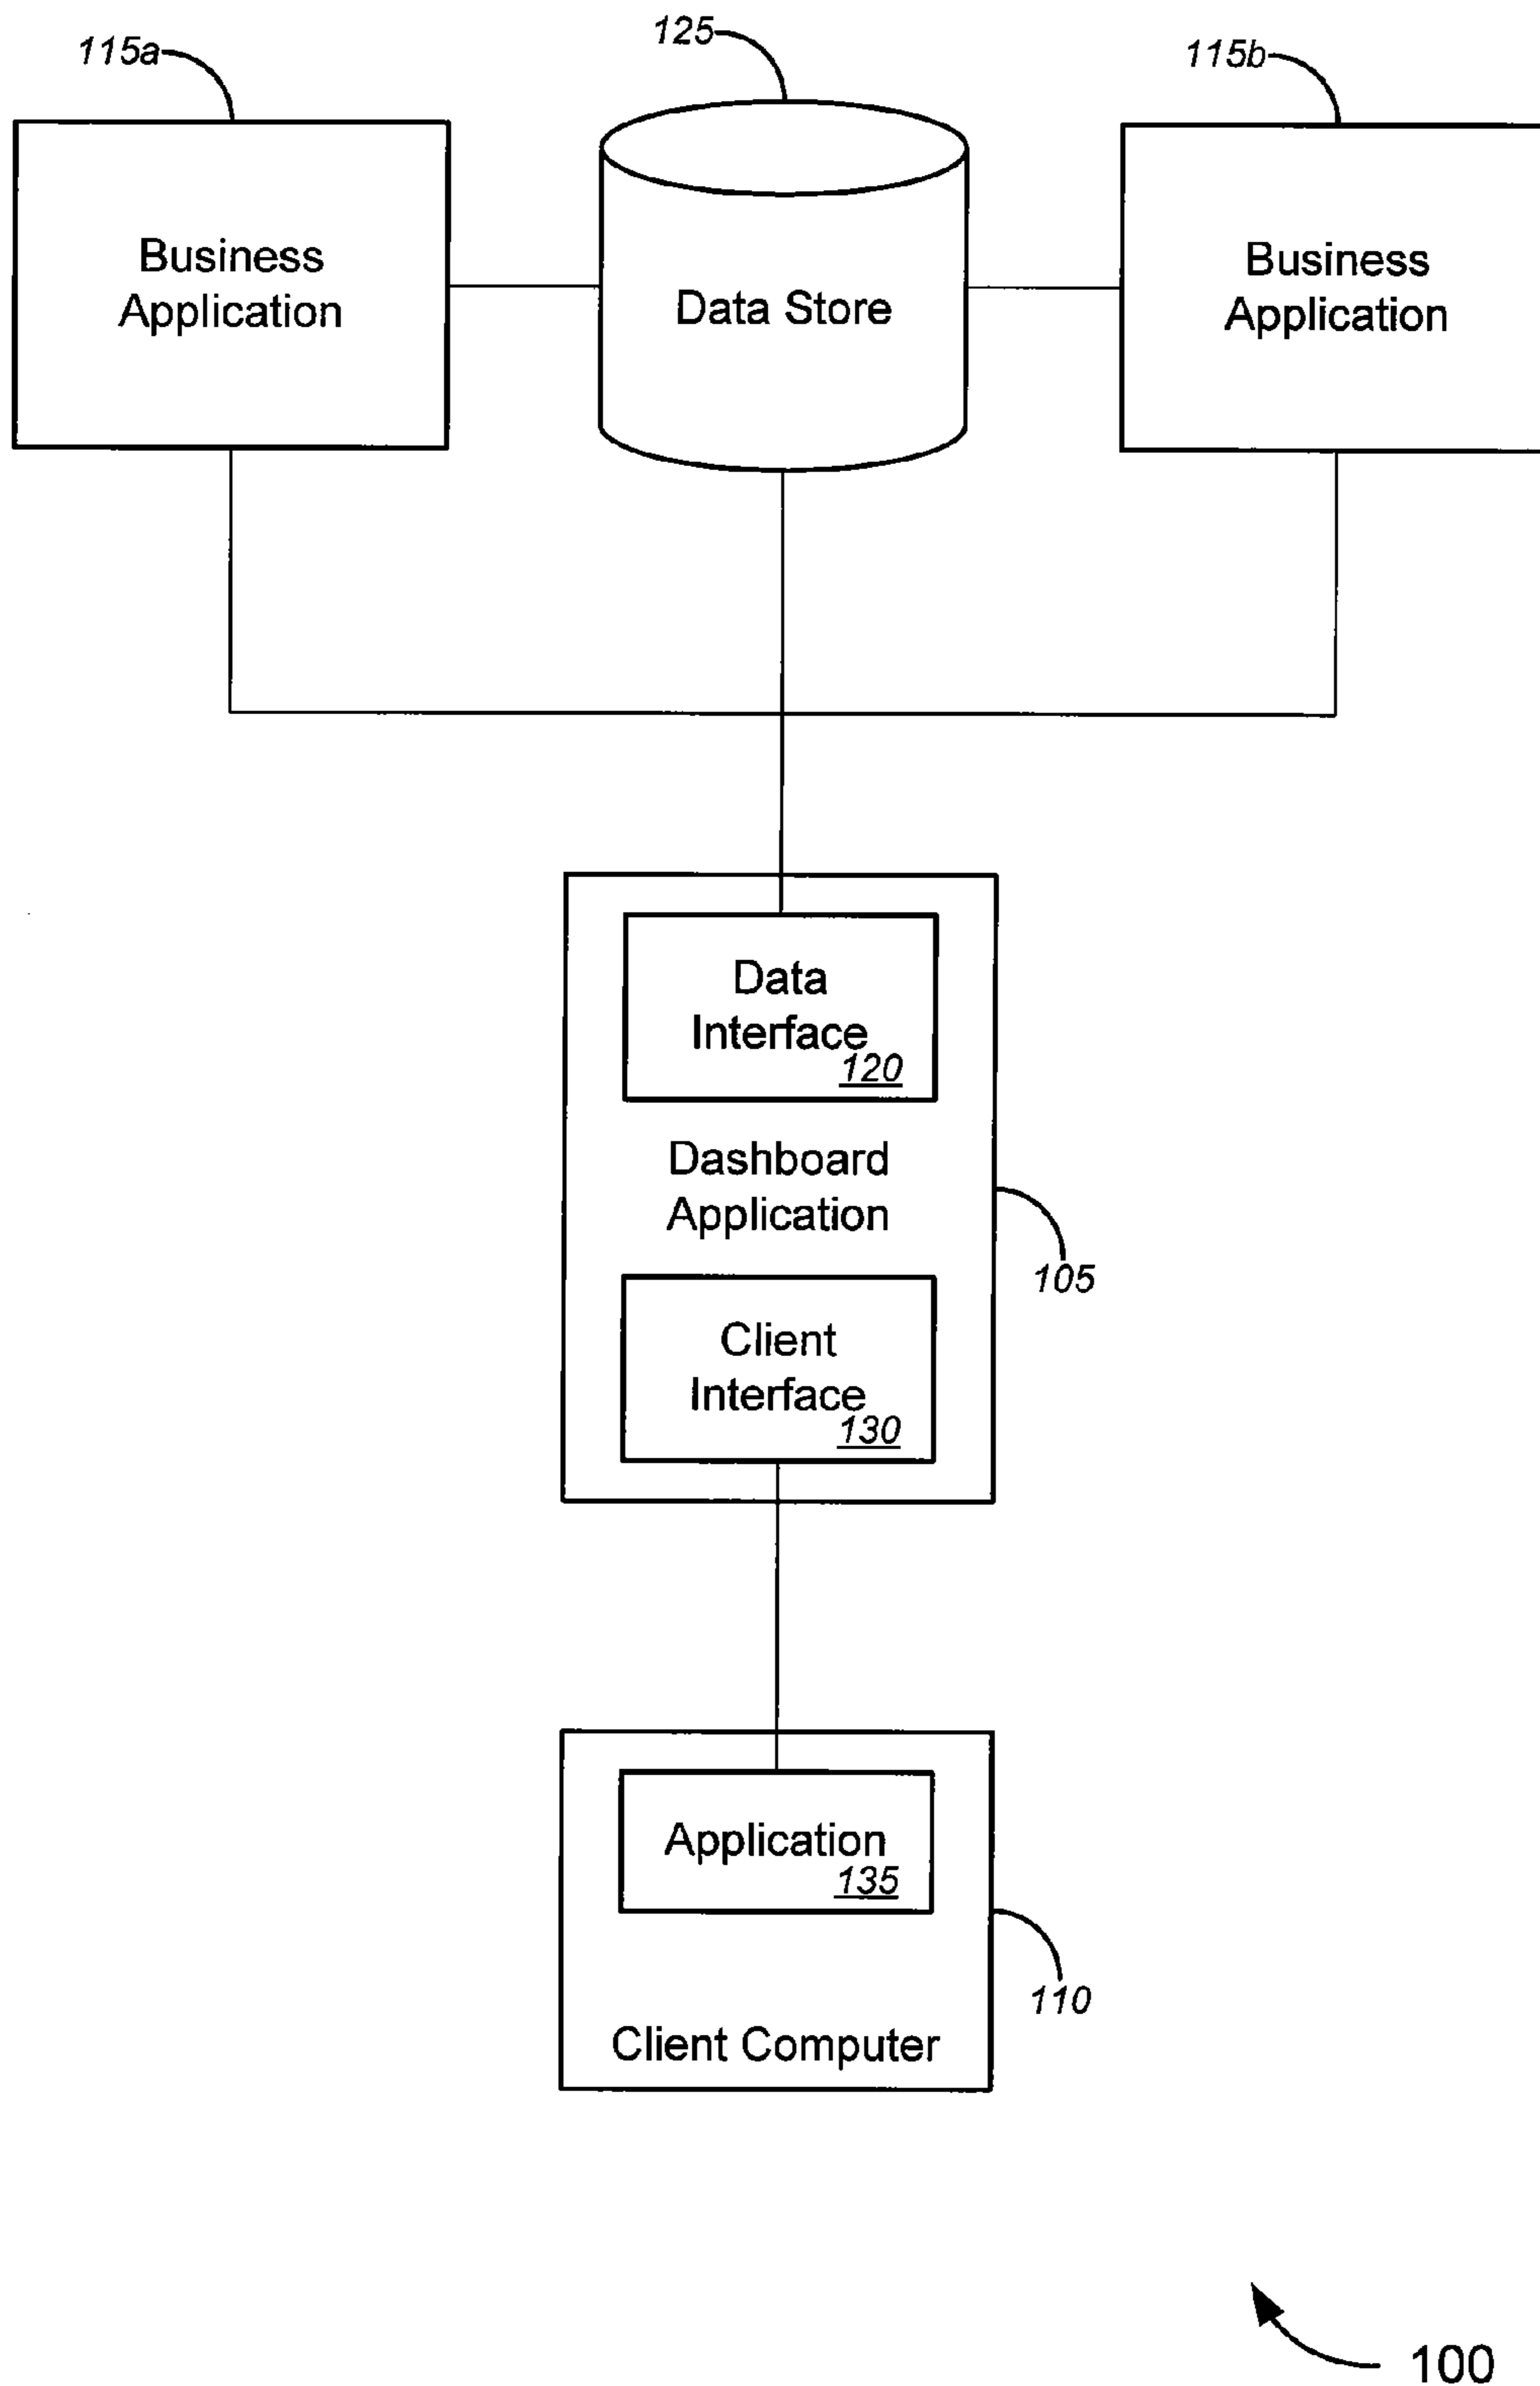 115a
125
115b
Business
Application
Data Store
Business
Application
Data
Interface
120
Dashboard
Application
105
Client
Interface
130
Application
135
110
Client Computer
100